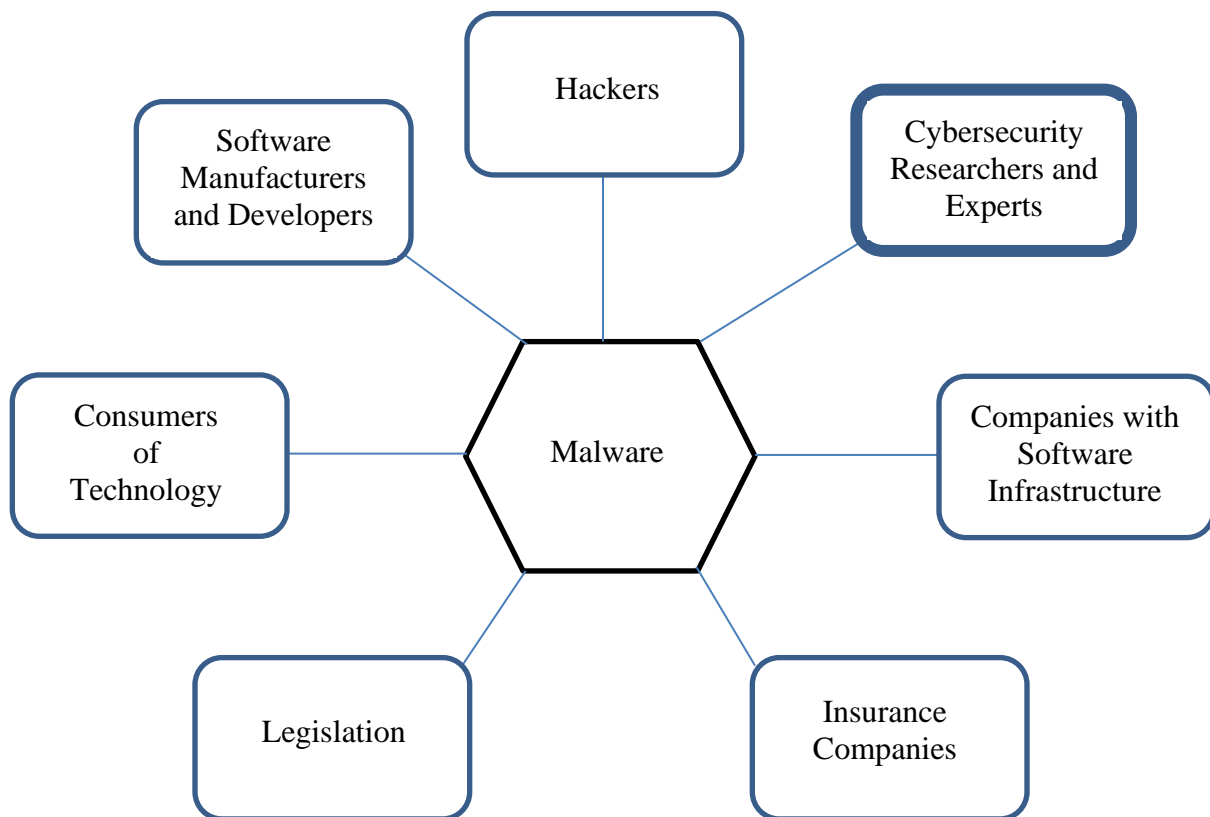 Hackers
Software
Manufacturers
and Developers
Cybersecurity
Researchers and
Experts
Consumers
of
Technology
Malware
Companies with
Software
Infrastructure
Legislation
Insurance
Companies